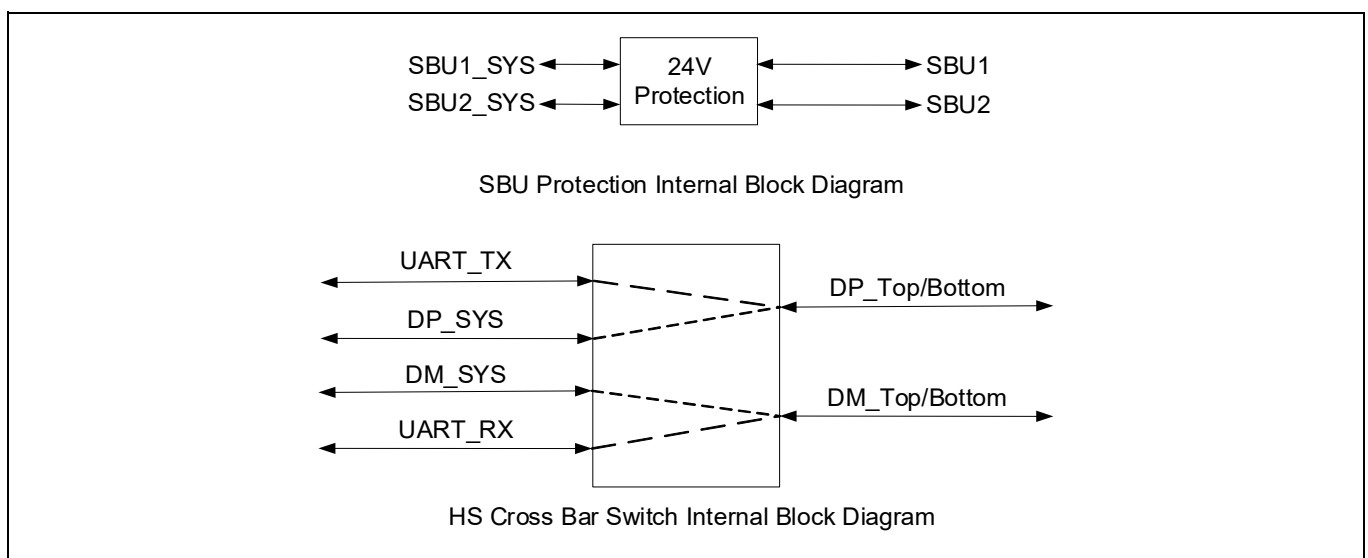 SBU1_SYS
24V
SBU1
SBU2_SYS
Protection
SBU2
SBU Protection Internal Block Diagram
UART_TX
DP_Top/Bottom
DP_SYS
DM_SYS
DM_Top/Bottom
UART_RX
HS Cross Bar Switch Internal Block Diagram